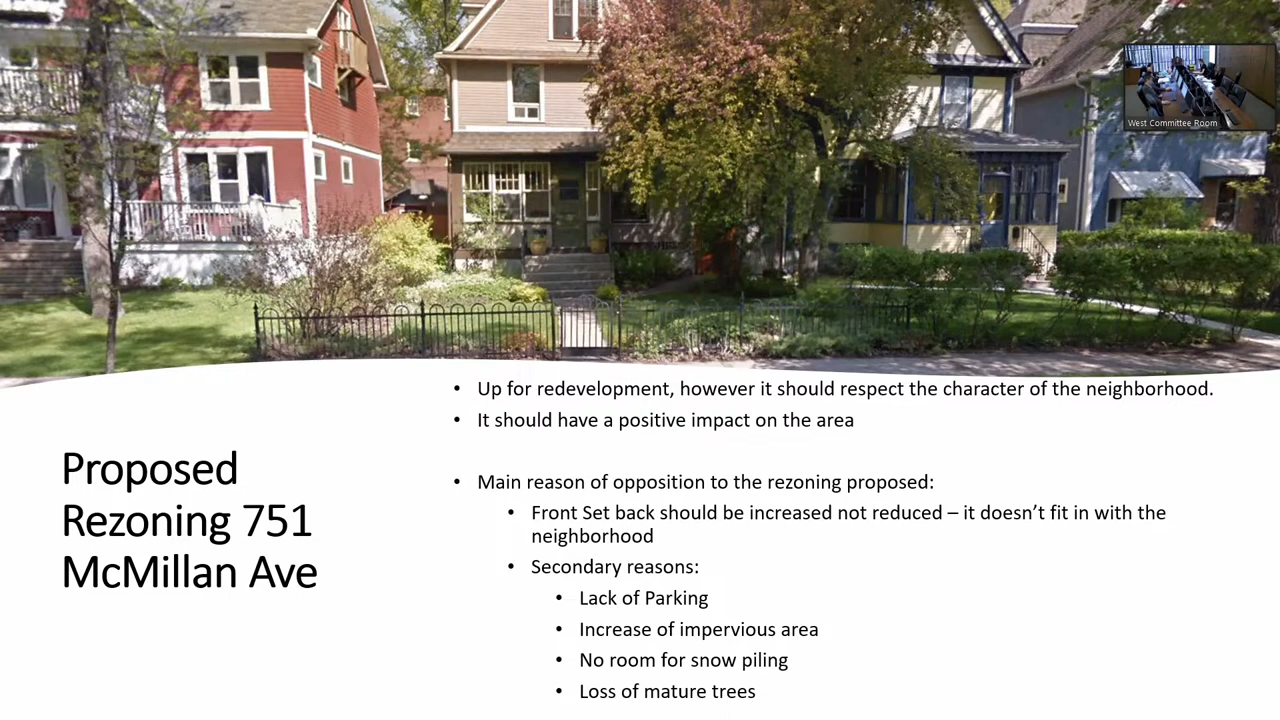 West Committee Room
Proposed
Rezoning 751
McMillan Ave
• Up for redevelopment, however it should respect the character of the neighborhood.
• It should have a positive impact on the area
• Main reason of opposition to the rezoning proposed:
• Front Set back should be increased not reduced – it doesn’t fit in with the
neighborhood
• Secondary reasons:
• Lack of Parking
• Increase of impervious area
• No room for snow piling
• Loss of mature trees